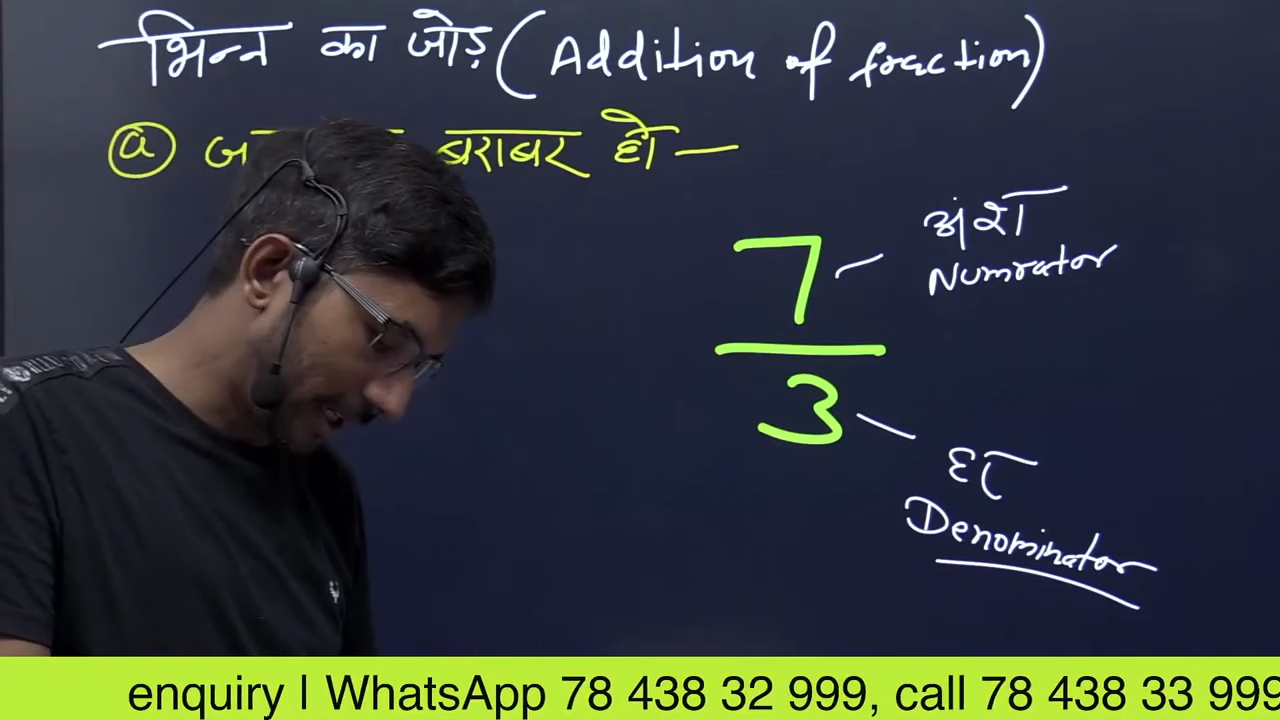 भिन्न का जोड़ (Addition of fraction)
(a) ज बराबर हो —
7
3
अंश
Numrator
हर
Denominator
enquiry | WhatsApp 78 438 32 999, call 78 438 33 999